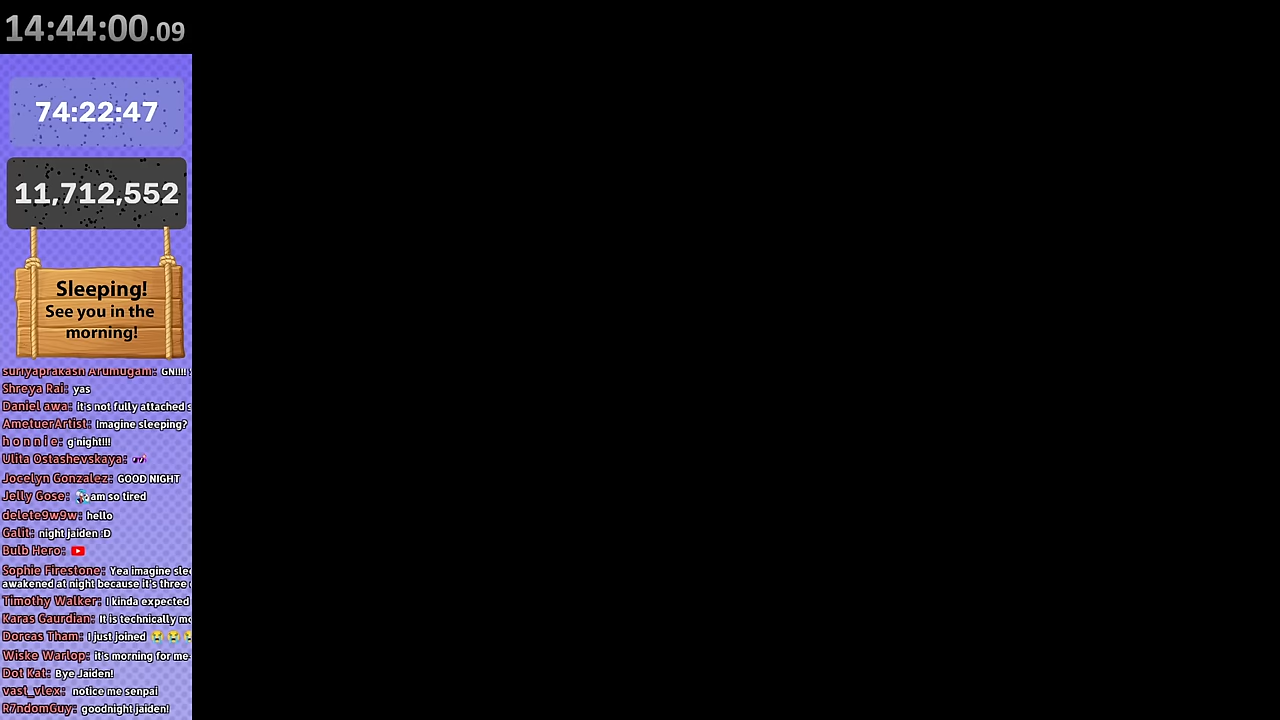 14:44:00.09
74:22:47
11,712,552
Sleeping!
See you in the
morning!
suriyaprakash Arumugam: GN!!!!
Shreya Rai: yas
Daniel awa: it's not fully attached
AmetuerArtist: Imagine sleeping?
h o n n i e: g'night!!!
Ulita Ostashevskaya:
Jocelyn Gonzalez: GOOD NIGHT
Jelly Gose: am so tired
delete9w9w: hello
Galit: night jaiden :D
Bulb Hero:
Sophie Firestone: Yea imagine
awakened at night because it's three
Timothy Walker: I kinda expected
Karas Gaurdian: It is technically
Dorcas Tham: I just joined 😭 😭
Wiske Warlop: it's morning for me
Dot Kat: Bye Jaiden!
vast_vlex: notice me senpai
R7ndomGuy: goodnight jaiden!